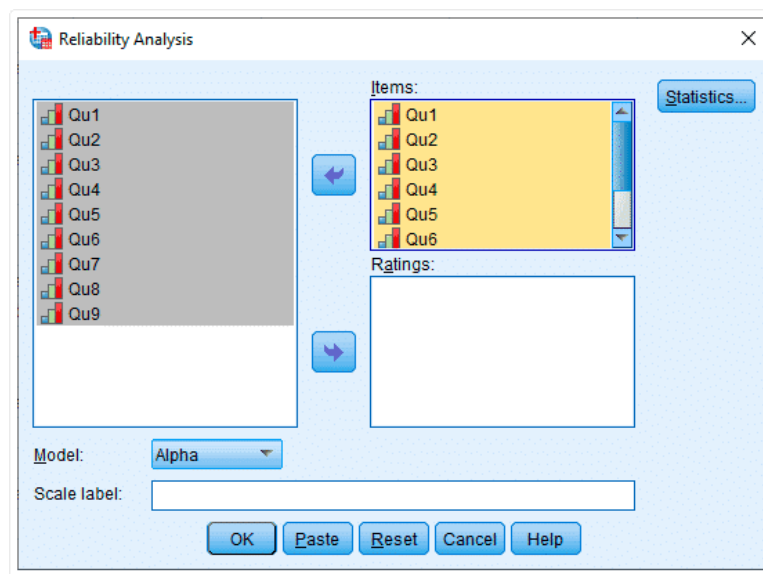 Reliability Analysis
Items:
Statistics...
Qu1
Qu2
Qu3
Qu4
Qu5
Qu6
Qu7
Qu8
Qu9
Qu1
Qu2
Qu3
Qu4
Qu5
Qu6
Ratings:
Model:
Alpha
Scale label:
OK
Paste
Reset
Cancel
Help